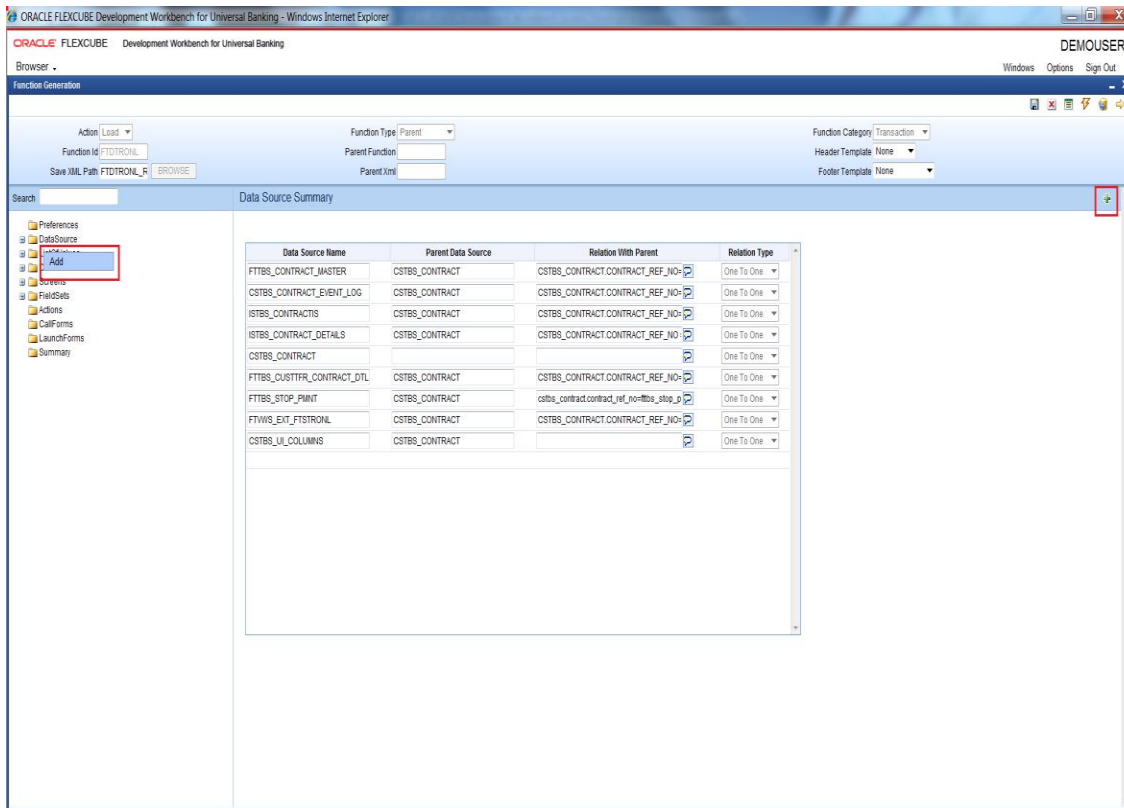 ORACLE FLEXCUBE Development Workbench for Universal Banking - Windows Internet Explorer
ORACLE FLEXCUBE Development Workbench for Universal Banking
DEMOUSER
Browser
Windows Options Sign Out
Function Generation
Action Load
Function Type Parent
Function Category Transaction
Function Id FTDTRONL
Parent Function
Header Template None
Save XML Path FTDTRONL_R BROWSE
Parent Xml
Footer Template None
Search
Data Source Summary
Preferences
DataSource
Add
Screens
FieldSets
Actions
CallForms
LaunchForms
Summary
Data Source Name Parent Data Source Relation With Parent Relation Type
FTTBS_CONTRACT_MASTER CSTBS_CONTRACT CSTBS_CONTRACT.CONTRACT_REF_NO= One To One
CSTBS_CONTRACT_EVENT_LOG CSTBS_CONTRACT CSTBS_CONTRACT.CONTRACT_REF_NO= One To One
ISTBS_CONTRACTIS CSTBS_CONTRACT CSTBS_CONTRACT.CONTRACT_REF_NO= One To One
ISTBS_CONTRACT_DETAILS CSTBS_CONTRACT CSTBS_CONTRACT.CONTRACT_REF_NO One To One
CSTBS_CONTRACT One To One
FTTBS_CUSTTFR_CONTRACT_DTL CSTBS_CONTRACT CSTBS_CONTRACT.CONTRACT_REF_NO= One To One
FTTBS_STOP_PMNT CSTBS_CONTRACT cstbs_contract.contract_ref_no=fttbs_stop_p One To One
FTVWS_EXT_FTSTRONL CSTBS_CONTRACT CSTBS_CONTRACT.CONTRACT_REF_NO= One To One
CSTBS_UI_COLUMNS CSTBS_CONTRACT One To One